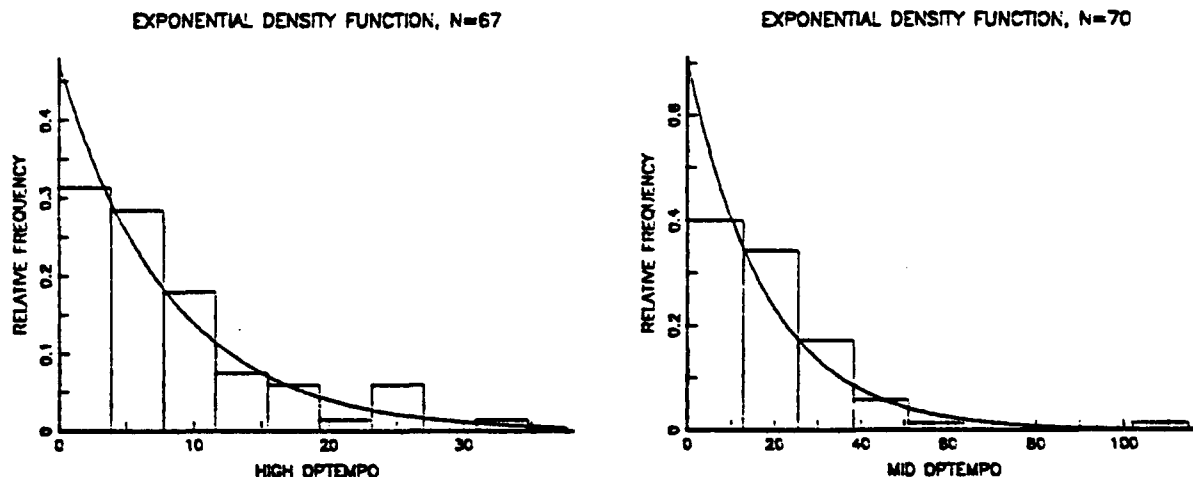 EXPONENTIAL DENSITY FUNCTION, N=67
RELATIVE FREQUENCY
0.4
0.3
0.2
0.1
0
0 10 20 30
HIGH OPTEMPO
EXPONENTIAL DENSITY FUNCTION, N=70
RELATIVE FREQUENCY
0.6
0.4
0.2
0
0 20 40 60 80 100
MID OPTEMPO